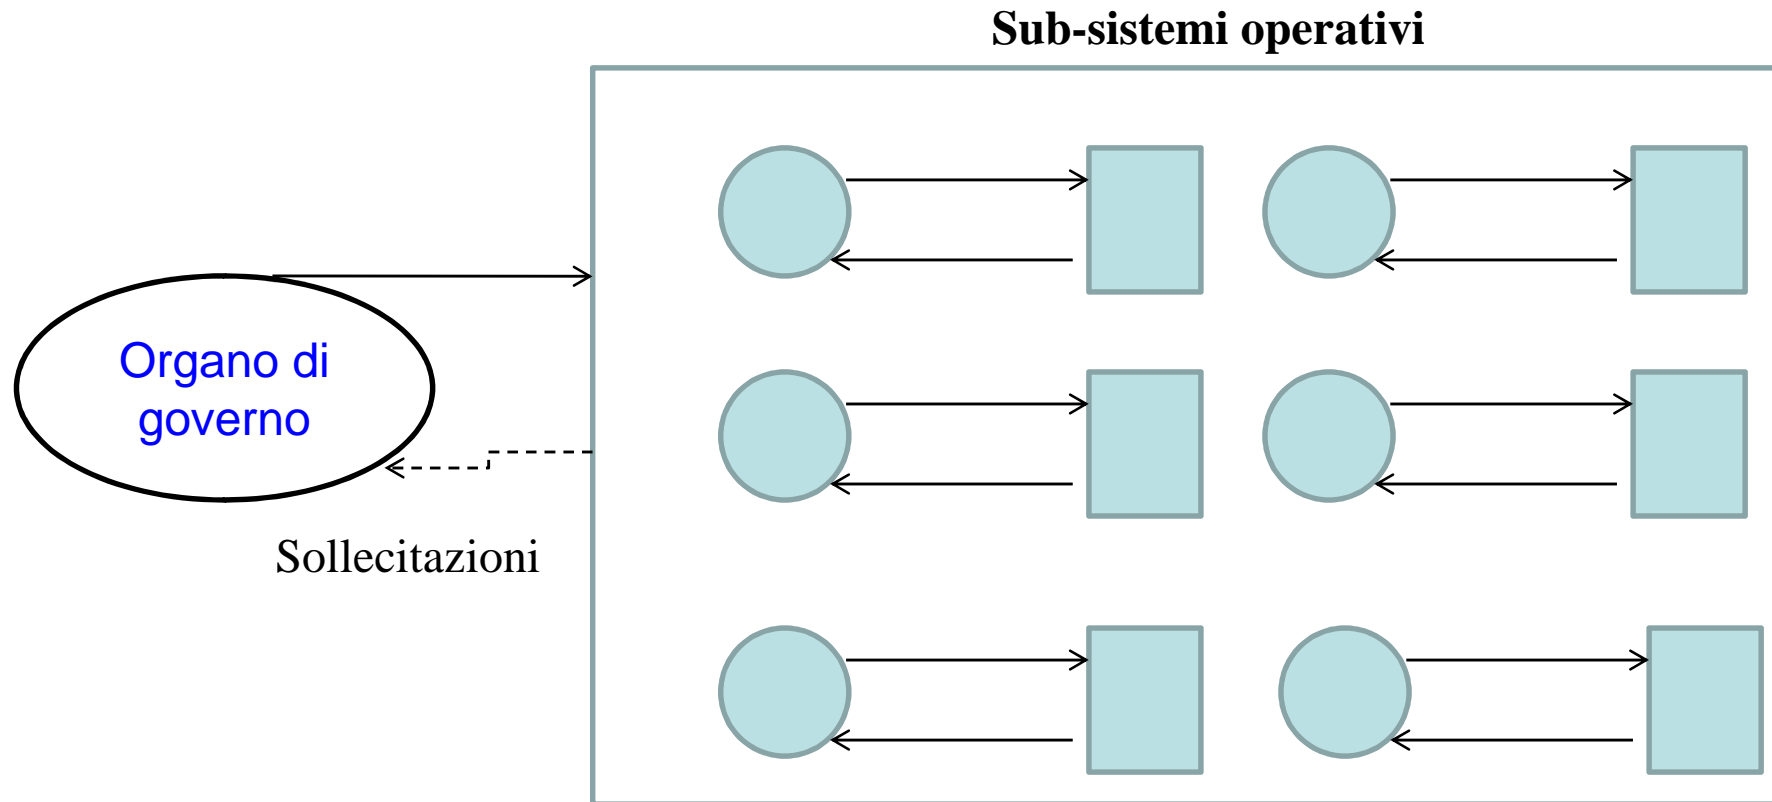 Sub-sistemi operativi
Organo di
governo
Sollecitazioni